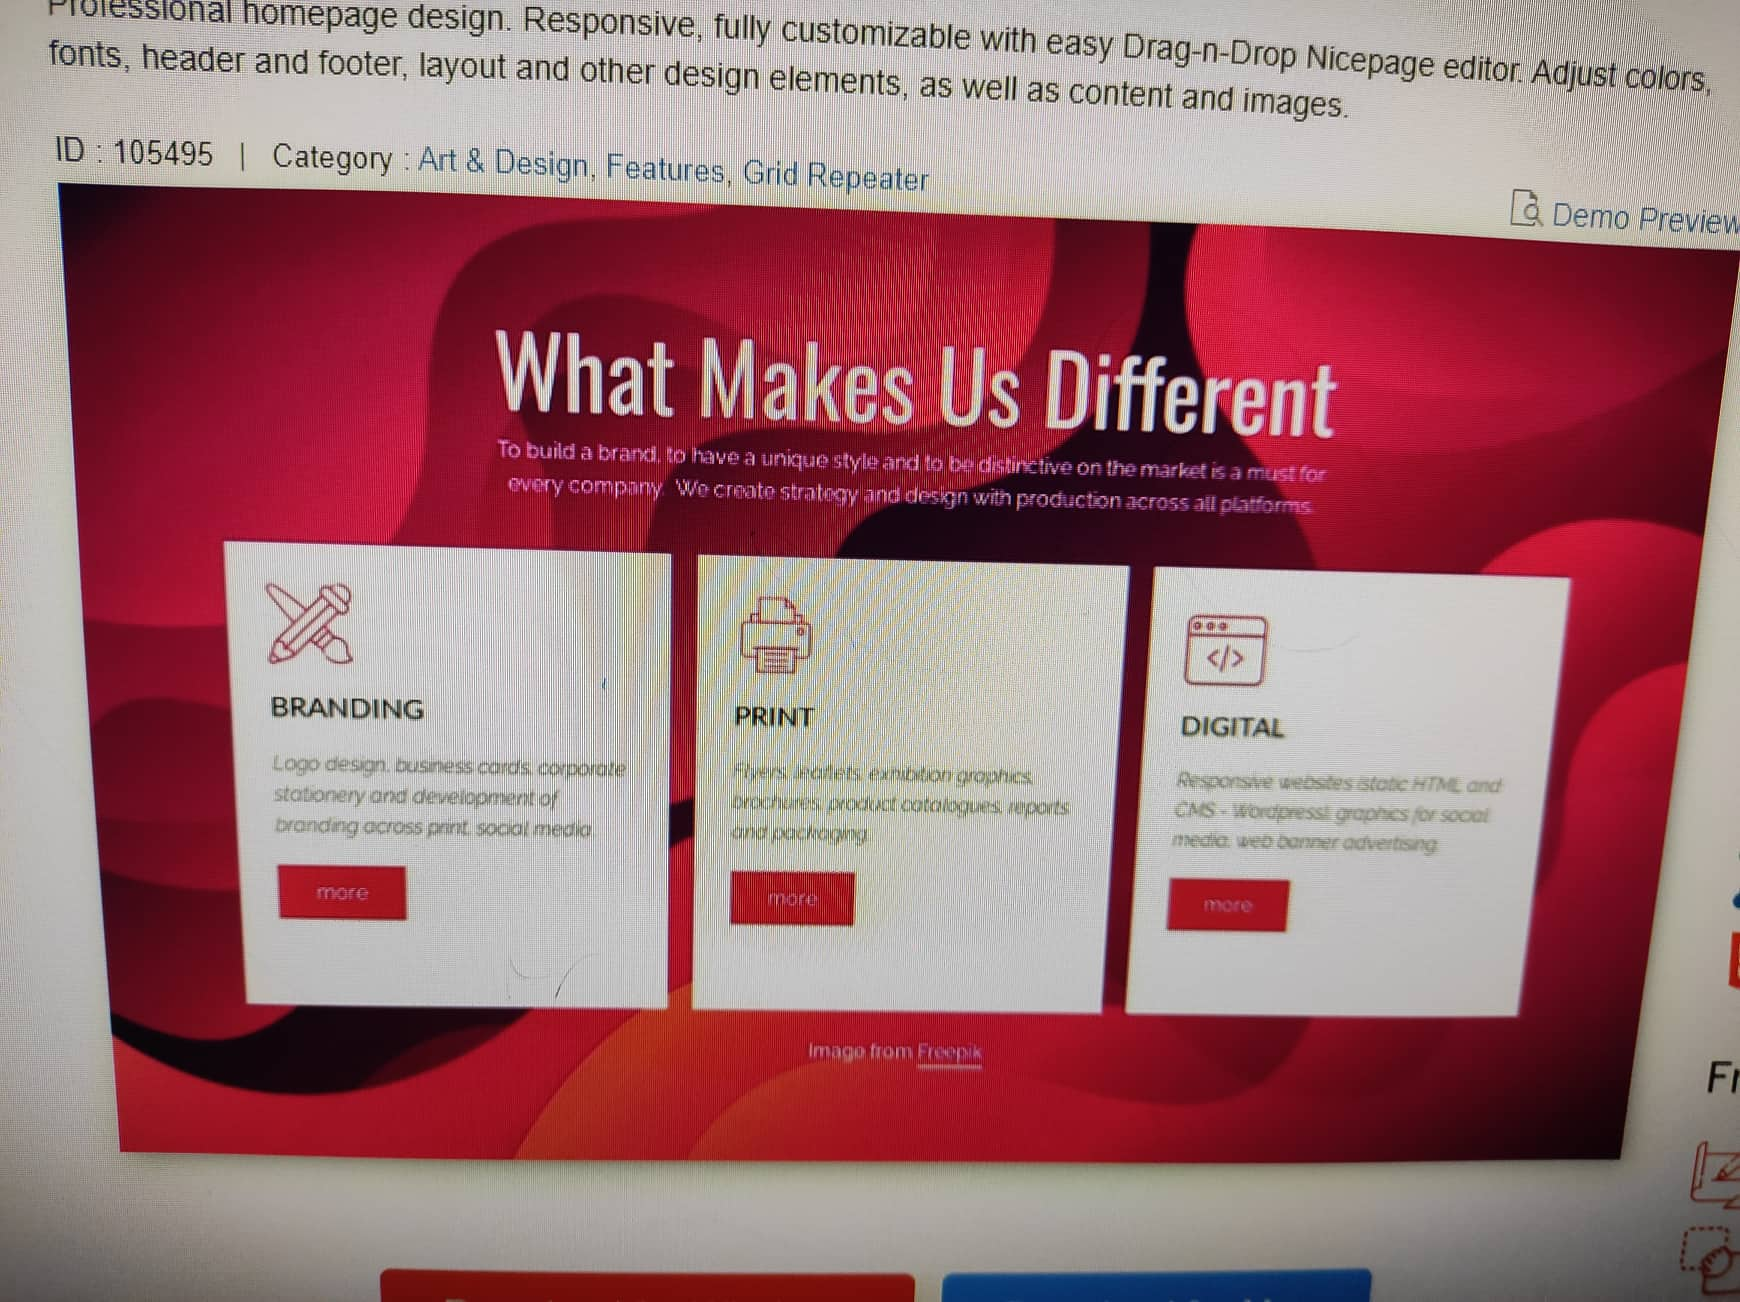 Professional homepage design. Responsive, fully customizable with easy Drag-n-Drop Nicepage editor. Adjust colors,
fonts, header and footer, layout and other design elements, as well as content and images.
ID : 105495 | Category : Art & Design, Features, Grid Repeater
Demo Preview
What Makes Us Different
To build a brand, to have a unique style and to be distinctive on the market is a must for
every company. We create strategy and design with production across all platforms.
BRANDING
Logo design, business cards, corporate
stationery and development of
branding across print, social media
more
PRINT
Flyers, leaflets, exhibition graphics,
brochures, product catalogues, reports
and packaging
more
DIGITAL
Responsive websites (static HTML and
CMS - Wordpress), graphics for social
media, web banner advertising
more
Image from Freepik